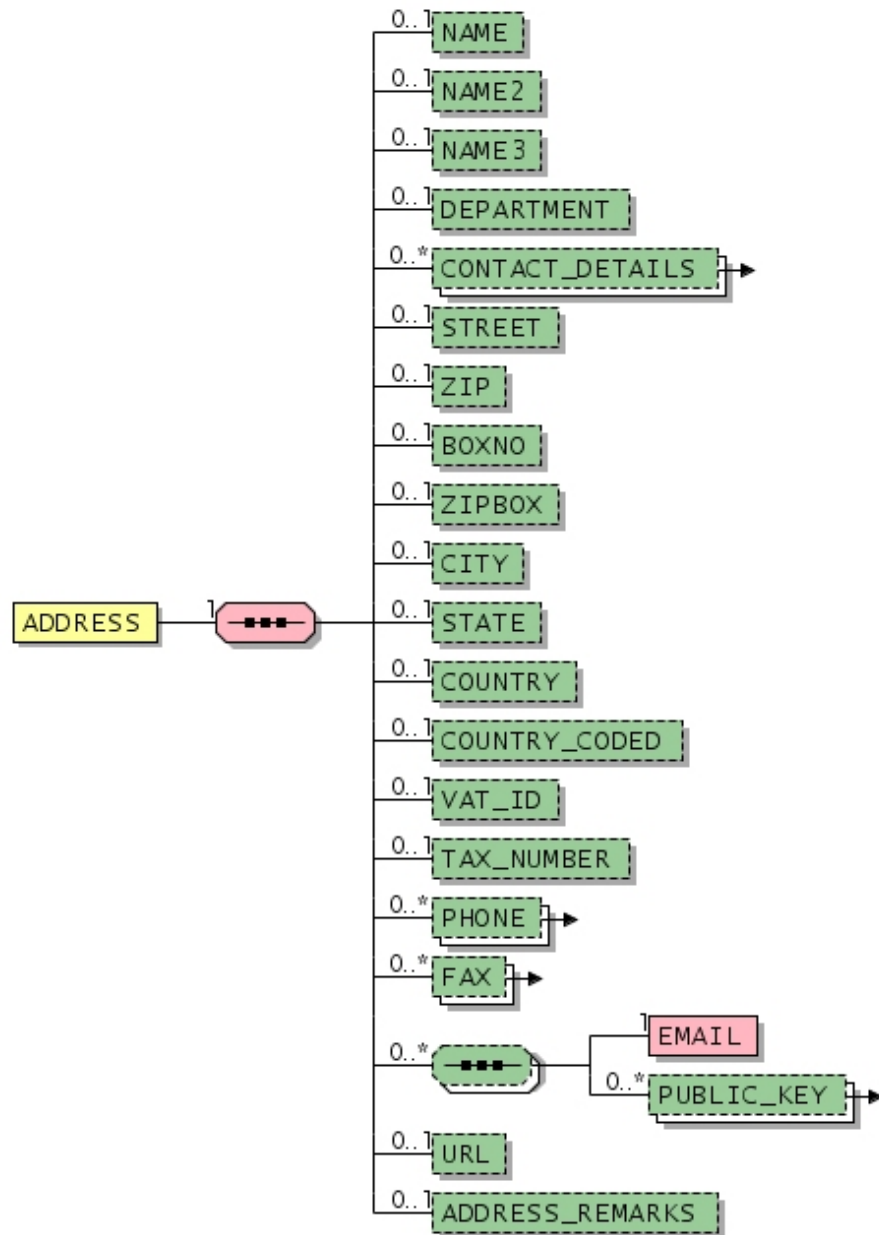 0..1 NAME
0..1 NAME2
0..1 NAME3
0..1 DEPARTMENT
0..* CONTACT_DETAILS
0..1 STREET
0..1 ZIP
0..1 BOXNO
0..1 ZIPBOX
0..1 CITY
ADDRESS 1 0..1 STATE
0..1 COUNTRY
0..1 COUNTRY_CODED
0..1 VAT_ID
0..1 TAX_NUMBER
0..* PHONE
0..* FAX
1 EMAIL
0..*
0..* PUBLIC_KEY
0..1 URL
0..1 ADDRESS_REMARKS